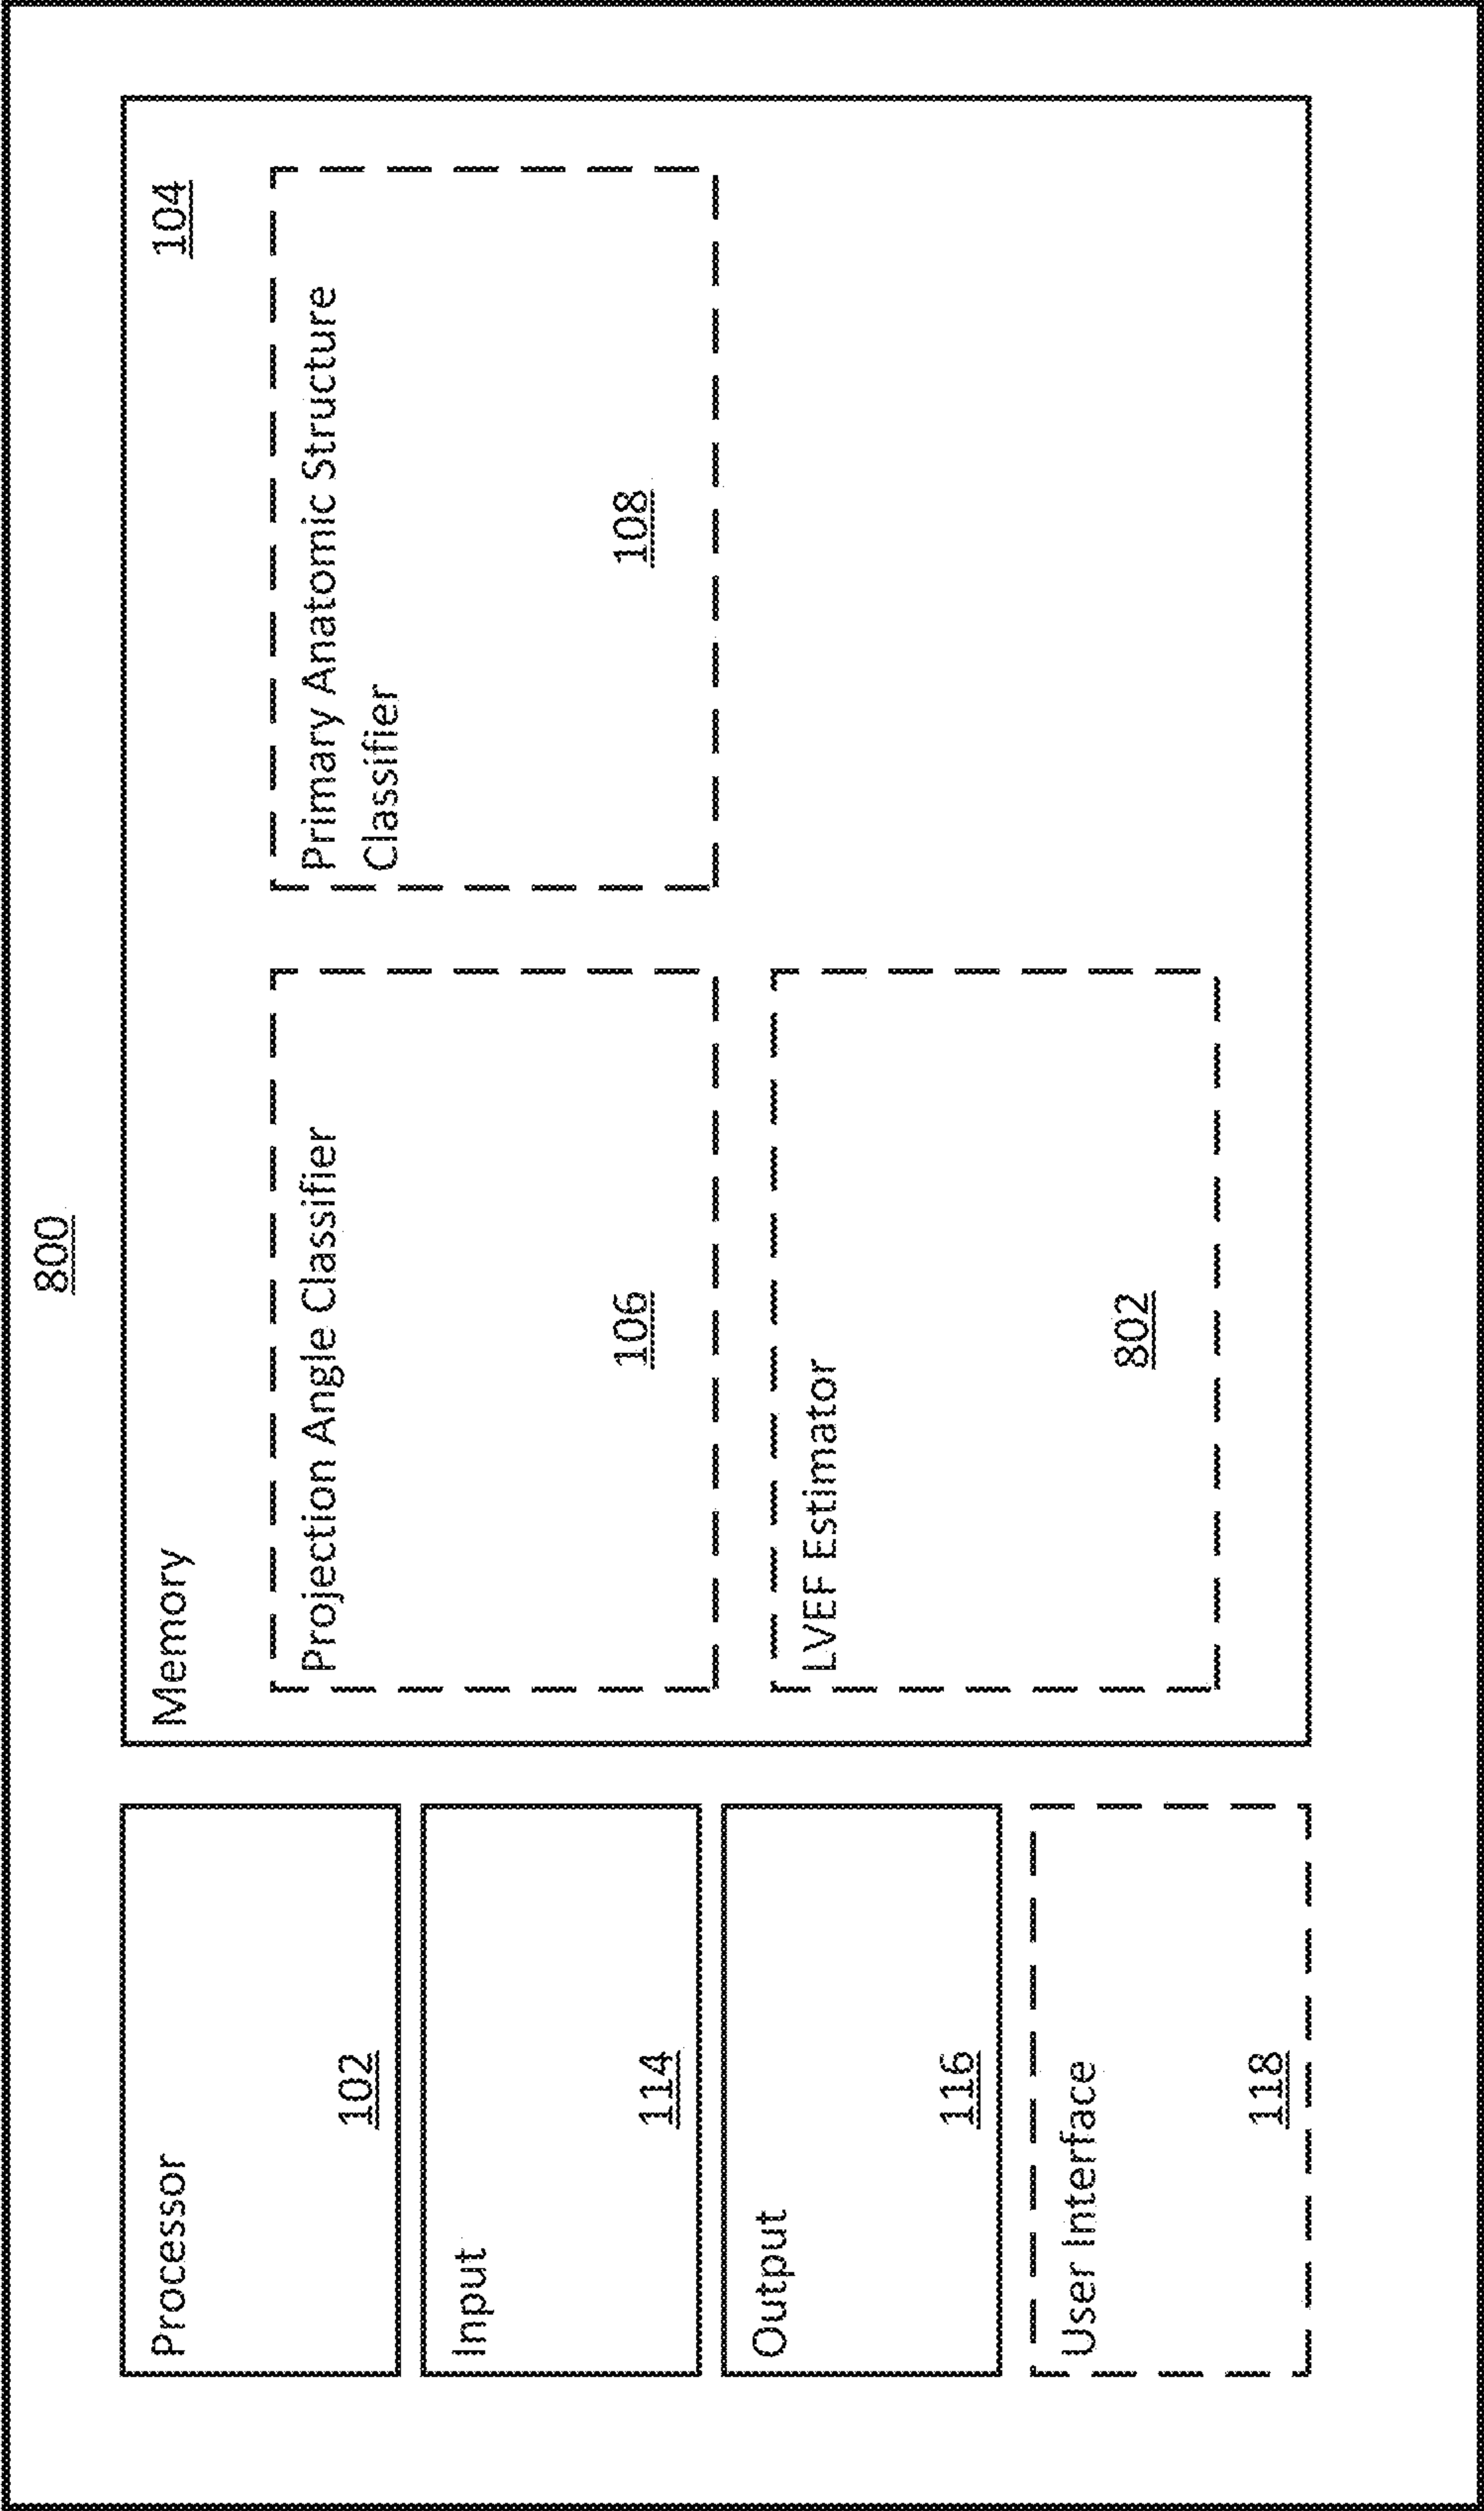 800
Processor
102
Input
114
Output
116
User Interface
118
Memory
104
Projection Angle Classifier
106
Primary Anatomic Structure
Classifier
108
LVEF Estimator
802